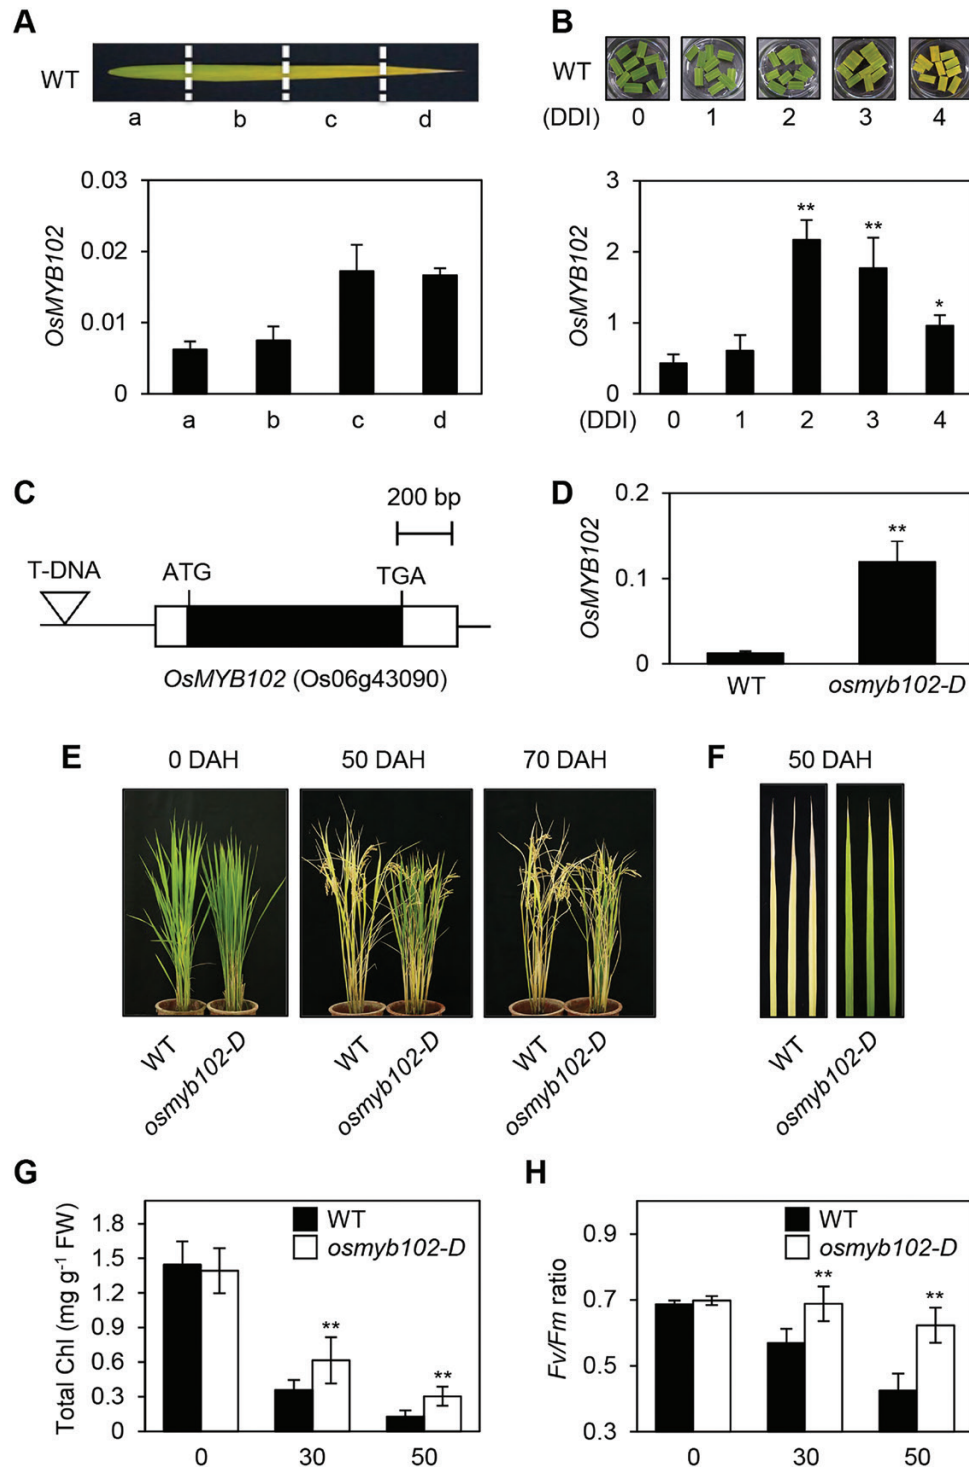 A
WT
a b c d
OsMYB102
0.03
0.02
0.01
0
a b c d
B
WT
(DDI) 0 1 2 3 4
OsMYB102
3
2
1
0
** ** *
(DDI) 0 1 2 3 4
C
200 bp
T-DNA ATG TGA
OsMYB102 (Os06g43090)
D
OsMYB102
0.2
0.1
0
**
WT osmyb102-D
E
0 DAH 50 DAH 70 DAH
WT osmyb102-D WT osmyb102-D WT osmyb102-D
F
50 DAH
WT osmyb102-D
G
Total Chl (mg g⁻¹ FW)
1.8
1.5
1.2
0.9
0.6
0.3
0
WT
osmyb102-D
** **
0 30 50
H
Fv/Fm ratio
0.9
0.7
0.5
0.3
WT
osmyb102-D
** **
0 30 50